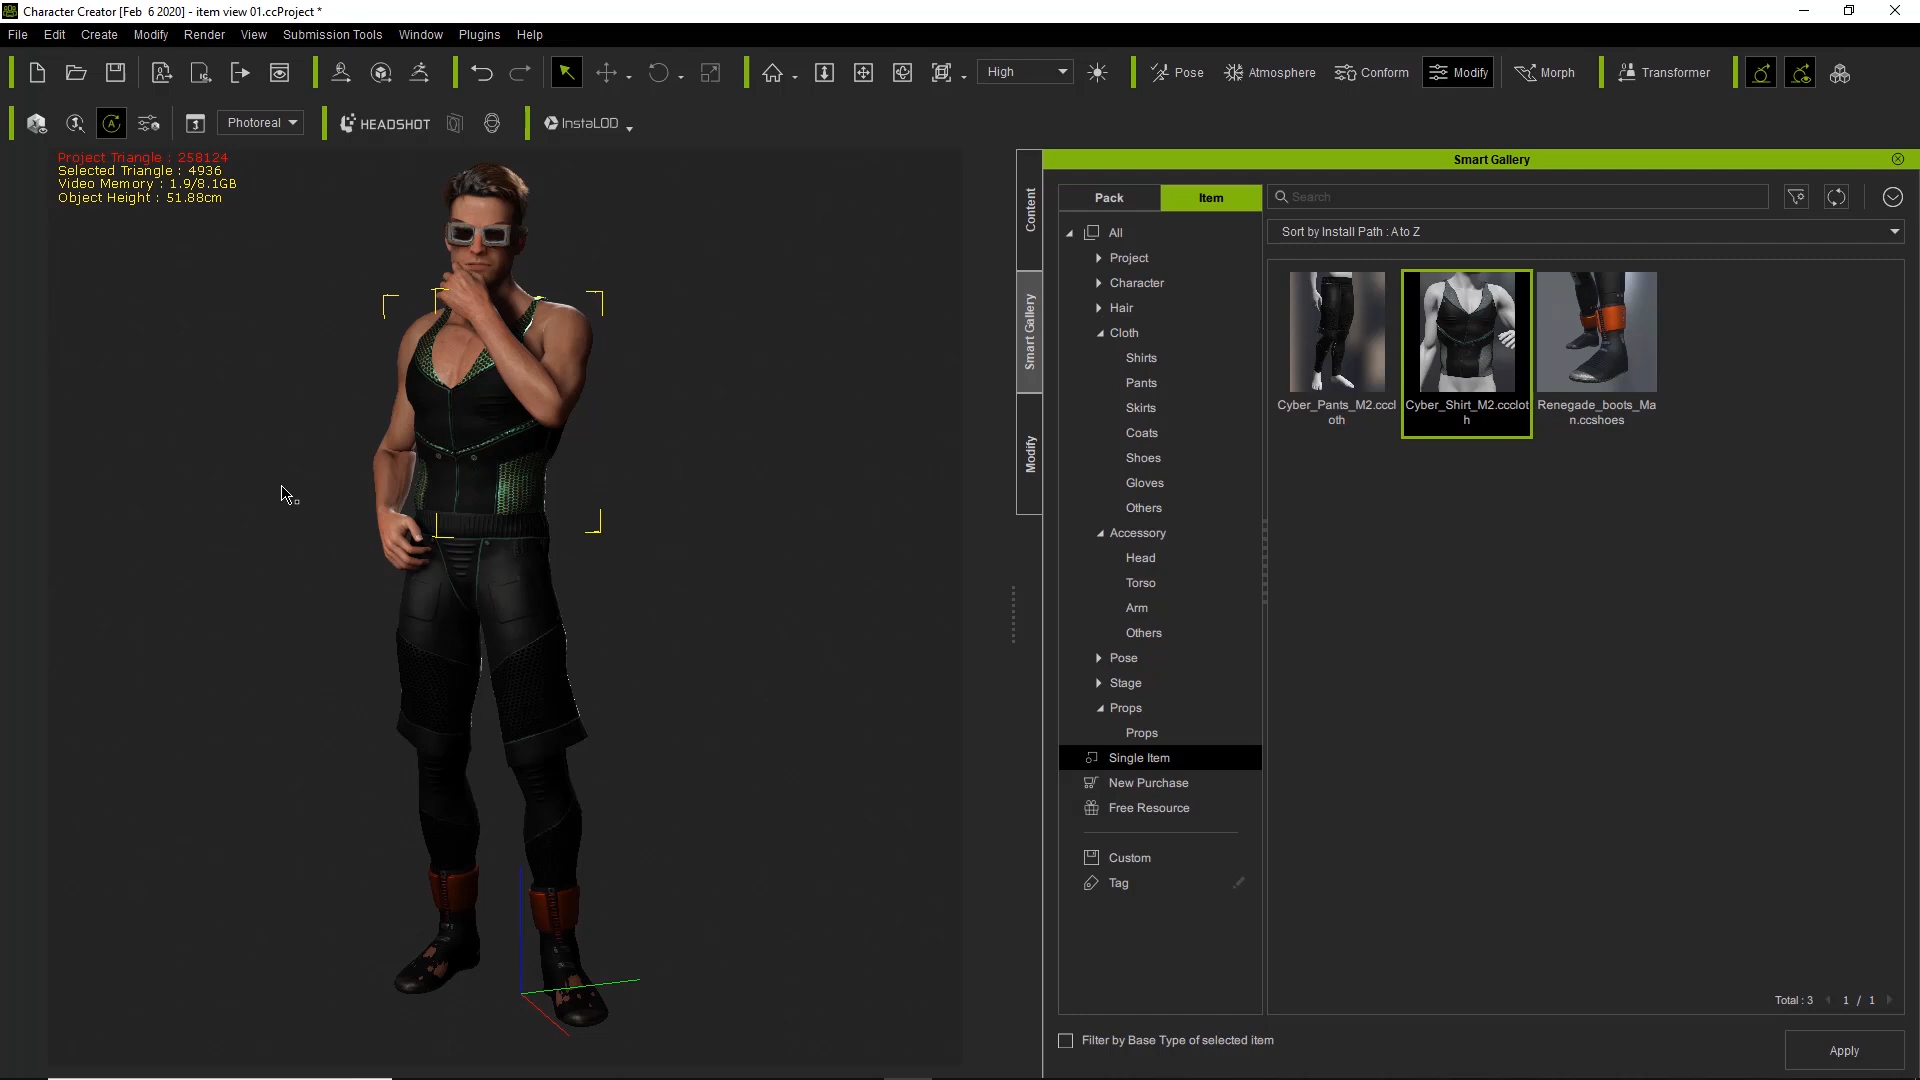 Character Creator [Feb  6 2020] - item view 01.ccProject *
File Edit Create Modify Render View Submission Tools Window Plugins Help
High Pose Atmosphere Conform Modify Morph Transformer
Photoreal HEADSHOT InstaLOD
Project Triangle : 258124
Selected Triangle : 4936
Video Memory : 1.9/8.1GB
Object Height : 51.88cm
Content
Smart Gallery
Modify
Smart Gallery
Pack Item Search
Sort by Install Path : A to Z
All
Project
Character
Hair
Cloth
Shirts
Pants
Skirts
Coats
Shoes
Gloves
Others
Accessory
Head
Torso
Arm
Others
Pose
Stage
Props
Props
Single Item
New Purchase
Free Resource
Custom
Tag
Cyber_Pants_M2.cccl
oth
Cyber_Shirt_M2.ccclot
h
Renegade_boots_Ma
n.ccshoes
Total : 3 1 / 1
Filter by Base Type of selected item
Apply